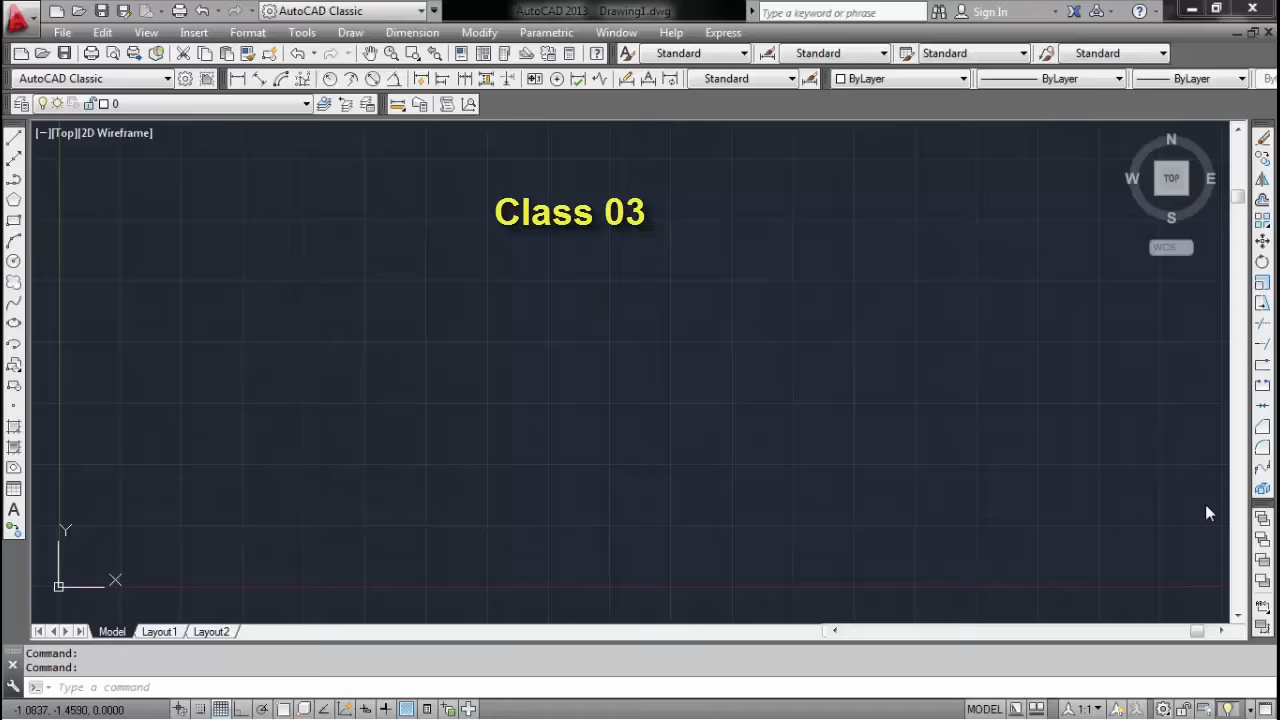 AutoCAD Classic
AutoCAD 2013 Drawing1.dwg
Type a keyword or phrase
Sign In
File Edit View Insert Format Tools Draw Dimension Modify Parametric Window Help Express
Standard Standard Standard Standard
AutoCAD Classic Standard ByLayer ByLayer ByLayer
0
[−][Top][2D Wireframe]
N
W TOP E
S
WCS
Class 03
Y
X
Model Layout1 Layout2
Command:
Command:
Type a command
-1.0837, -1.4590, 0.0000 MODEL 1:1